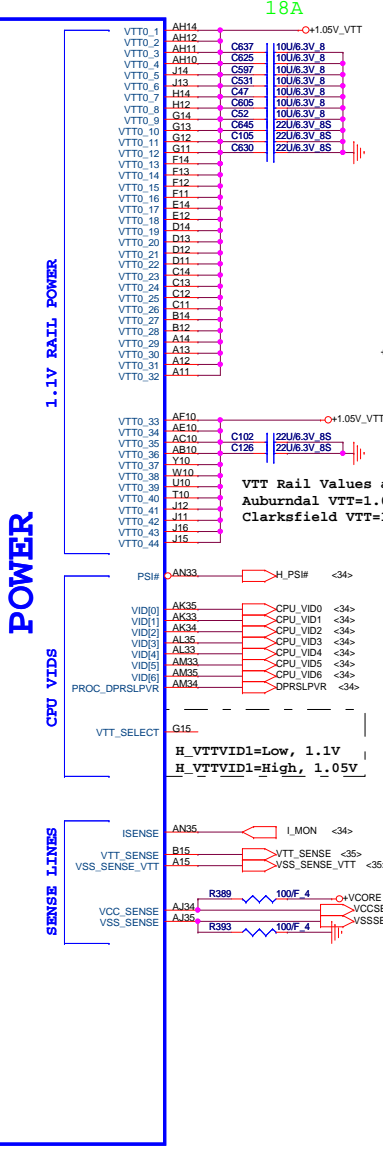 18A
+1.05V_VTT
VTT0_1 AH14
VTT0_2 AH12
VTT0_3 AH11 C637 10U/6.3V_8
VTT0_4 AH10 C625 10U/6.3V_8
VTT0_5 J14 C597 10U/6.3V_8
VTT0_6 J13 C531 10U/6.3V_8
VTT0_7 H14 C47 10U/6.3V_8
VTT0_8 H12 C605 10U/6.3V_8
VTT0_9 G14 C52 10U/6.3V_8
VTT0_10 G13 C645 22U/6.3V_8S
VTT0_11 G12 C105 22U/6.3V_8S
VTT0_12 G11 C630 22U/6.3V_8S
VTT0_13 F14
VTT0_14 F13
VTT0_15 F12
VTT0_16 F11
VTT0_17 E14
VTT0_18 E12
VTT0_19 D14
VTT0_20 D13
VTT0_21 D12
VTT0_22 D11
VTT0_23 C14
VTT0_24 C13
VTT0_25 C12
VTT0_26 C11
VTT0_27 B14
VTT0_28 B12
VTT0_29 A14
VTT0_30 A13
VTT0_31 A12
VTT0_32 A11
1.1V RAIL POWER
+1.05V_VTT
VTT0_33 AF10
VTT0_34 AE10
VTT0_35 AC10 C102 22U/6.3V_8S
VTT0_36 AB10 C126 22U/6.3V_8S
VTT0_37 Y10
VTT0_38 W10
VTT0_39 U10
VTT0_40 T10
VTT0_41 J12
VTT0_42 J11
VTT0_43 J16
VTT0_44 J15
VTT Rail Values a
Auburndal VTT=1.0
Clarksfield VTT=1
POWER
PSI# AN33 H_PSI# <34>
VID[0] AK35 CPU_VID0 <34>
VID[1] AK33 CPU_VID1 <34>
VID[2] AK34 CPU_VID2 <34>
VID[3] AL35 CPU_VID3 <34>
VID[4] AL33 CPU_VID4 <34>
VID[5] AM33 CPU_VID5 <34>
VID[6] AM35 CPU_VID6 <34>
PROC_DPRSLPVR AM34 DPRSLPVR <34>
CPU VIDS
VTT_SELECT G15
H_VTTVID1=Low, 1.1V
H_VTTVID1=High, 1.05V
SENSE LINES
ISENSE AN35 I_MON <34>
VTT_SENSE B15 VTT_SENSE <35>
VSS_SENSE_VTT A15 VSS_SENSE_VTT <35
R389 100/F_4 +VCORE
VCC_SENSE AJ34 VCCSE
VSS_SENSE AJ35 VSSSE
R393 100/F_4